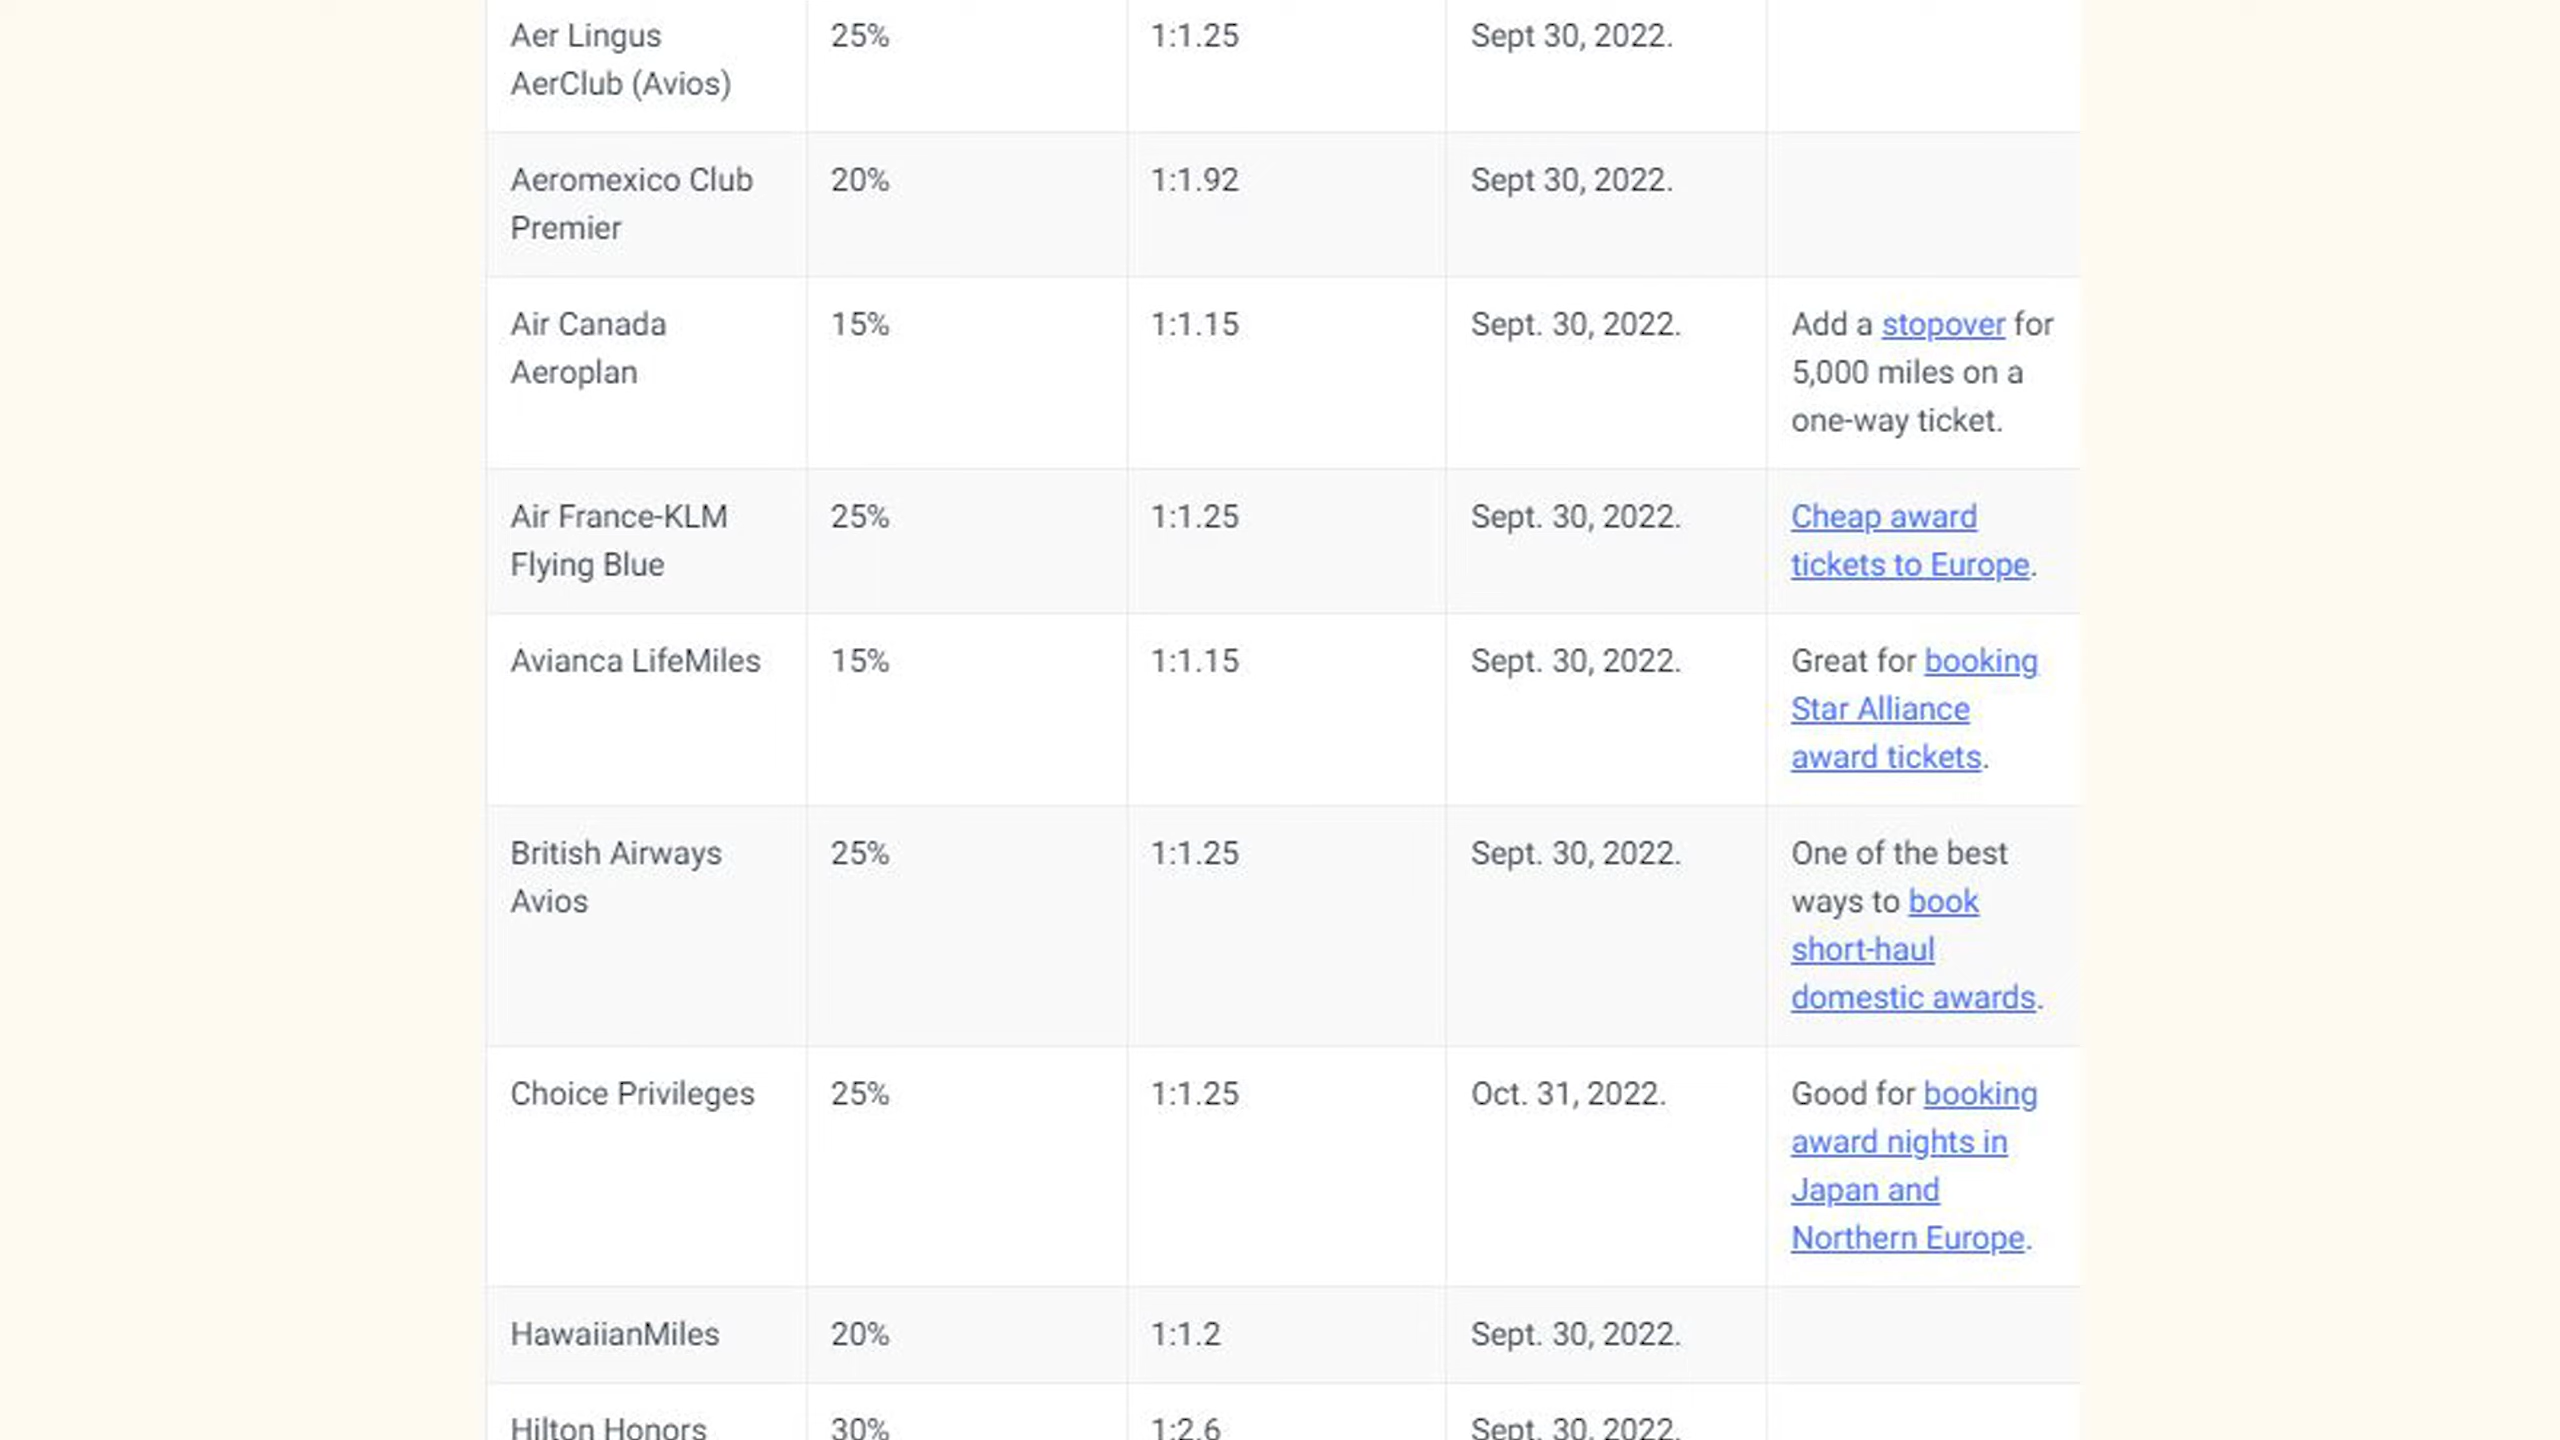 Aer Lingus 25% 1:1.25 Sept 30, 2022.
AerClub (Avios)
Aeromexico Club 20% 1:1.92 Sept 30, 2022.
Premier
Air Canada 15% 1:1.15 Sept. 30, 2022. Add a stopover for
Aeroplan 5,000 miles on a
one-way ticket.
Air France-KLM 25% 1:1.25 Sept. 30, 2022. Cheap award
Flying Blue tickets to Europe.
Avianca LifeMiles 15% 1:1.15 Sept. 30, 2022. Great for booking
Star Alliance
award tickets.
British Airways 25% 1:1.25 Sept. 30, 2022. One of the best
Avios ways to book
short-haul
domestic awards.
Choice Privileges 25% 1:1.25 Oct. 31, 2022. Good for booking
award nights in
Japan and
Northern Europe.
HawaiianMiles 20% 1:1.2 Sept. 30, 2022.
Hilton Honors 30% 1:2.6 Sept. 30, 2022.